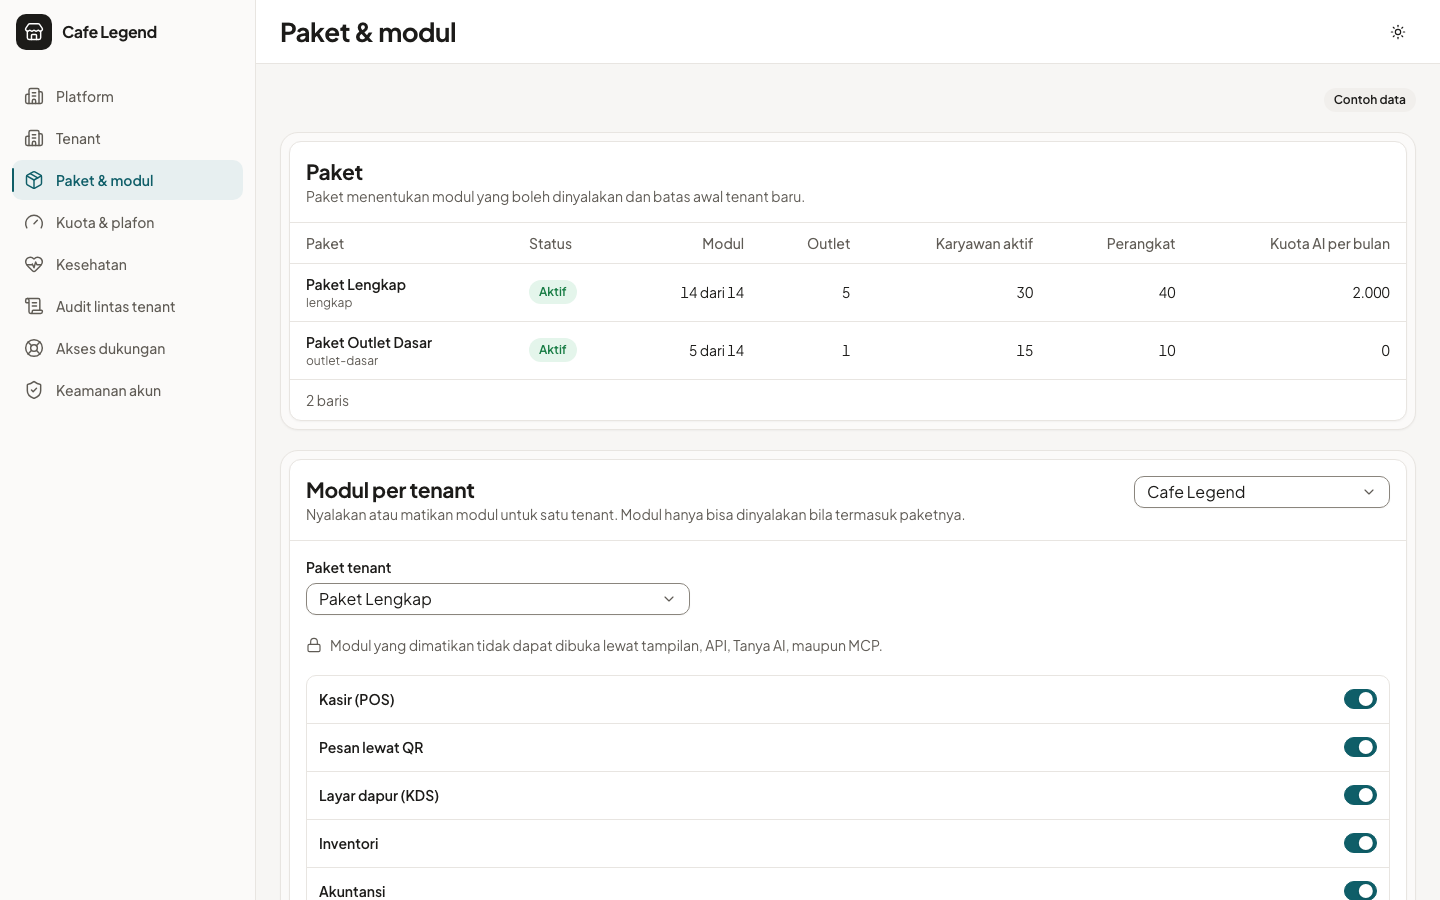 Cafe Legend
Paket & modul
Platform
Tenant
Paket & modul
Kuota & plafon
Kesehatan
Audit lintas tenant
Akses dukungan
Keamanan akun
Contoh data
Paket
Paket menentukan modul yang boleh dinyalakan dan batas awal tenant baru.
Paket Status Modul Outlet Karyawan aktif Perangkat Kuota AI per bulan
Paket Lengkap Aktif 14 dari 14 5 30 40 2.000
lengkap
Paket Outlet Dasar Aktif 5 dari 14 1 15 10 0
outlet-dasar
2 baris
Modul per tenant
Nyalakan atau matikan modul untuk satu tenant. Modul hanya bisa dinyalakan bila termasuk paketnya.
Cafe Legend
Paket tenant
Paket Lengkap
Modul yang dimatikan tidak dapat dibuka lewat tampilan, API, Tanya AI, maupun MCP.
Kasir (POS)
Pesan lewat QR
Layar dapur (KDS)
Inventori
Akuntansi